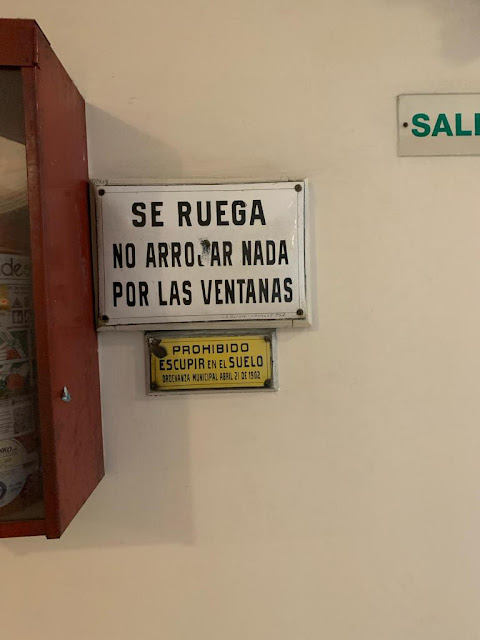 SALI
SE RUEGA
NO ARROJAR NADA
POR LAS VENTANAS
PROHIBIDO
ESCUPIR EN EL SUELO
ORDENANZA MUNICIPAL ABRIL 21 DE 1902